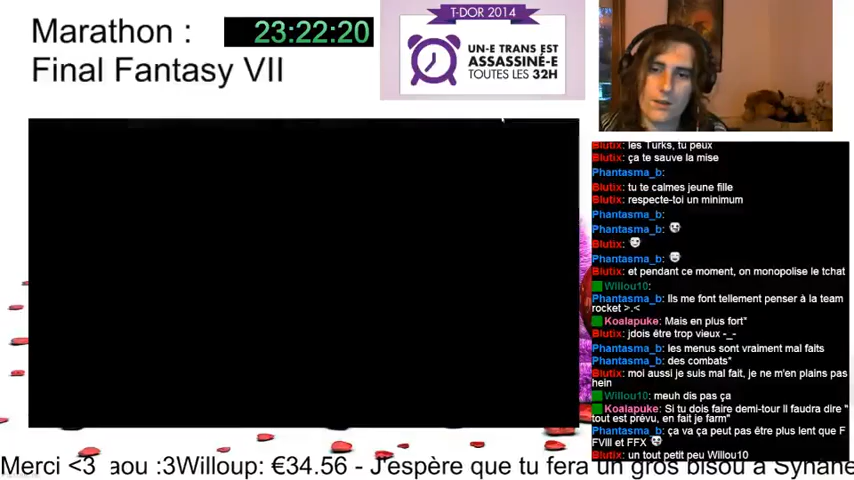 Marathon :
Final Fantasy VII
23:22:20
T-DOR 2014
UN-E TRANS EST
ASSASSINÉ-E
TOUTES LES 32H
Blutix: les Turks, tu peux
Blutix: ça te sauve la mise
Phantasma_b:
Blutix: tu te calmes jeune fille
Blutix: respecte-toi un minimum
Phantasma_b:
Phantasma_b:
Blutix:
Phantasma_b:
Blutix: et pendant ce moment, on monopolise le tchat
Willou10:
Phantasma_b: Ils me font tellement penser à la team
rocket >.<
Koalapuke: Mais en plus fort"
Blutix: jdois être trop vieux -_-
Phantasma_b: les menus sont vraiment mal faits
Phantasma_b: des combats*
Blutix: moi aussi je suis mal fait, je ne m'en plains pas
hein
Willou10: meuh dis pas ça
Koalapuke: Si tu dois faire demi-tour Il faudra dire "
tout est prévu, en fait je farm"
Phantasma_b: ça va ça peut pas être plus lent que F
FVIII et FFX
Blutix: un tout petit peu Willou10
Merci <3 aou :3Willoup: €34.56 - J'espère que tu fera un gros bisou a Synane